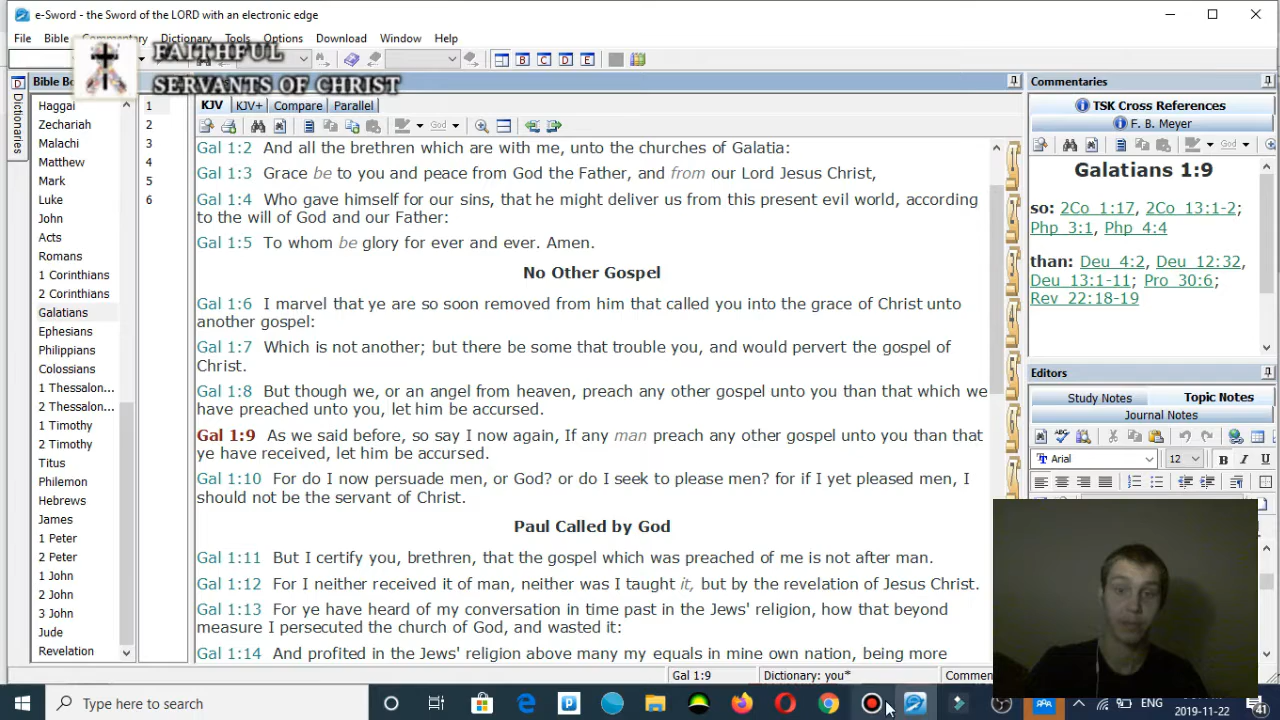 e-Sword - the Sword of the LORD with an electronic edge
File Bible Commentary Dictionary Tools Options Download Window Help
FAITHFUL
SERVANTS OF CHRIST
B C D E
Dictionaries
Bible
Haggai
Zechariah
Malachi
Matthew
Mark
Luke
John
Acts
Romans
1 Corinthians
2 Corinthians
Galatians
Ephesians
Philippians
Colossians
1 Thessalon...
2 Thessalon...
1 Timothy
2 Timothy
Titus
Philemon
Hebrews
James
1 Peter
2 Peter
1 John
2 John
3 John
Jude
Revelation
1
2
3
4
5
6
KJV KJV+ Compare Parallel
God
Gal 1:2 And all the brethren which are with me, unto the churches of Galatia:
Gal 1:3 Grace be to you and peace from God the Father, and from our Lord Jesus Christ,
Gal 1:4 Who gave himself for our sins, that he might deliver us from this present evil world, according
to the will of God and our Father:
Gal 1:5 To whom be glory for ever and ever. Amen.
No Other Gospel
Gal 1:6 I marvel that ye are so soon removed from him that called you into the grace of Christ unto
another gospel:
Gal 1:7 Which is not another; but there be some that trouble you, and would pervert the gospel of
Christ.
Gal 1:8 But though we, or an angel from heaven, preach any other gospel unto you than that which we
have preached unto you, let him be accursed.
Gal 1:9 As we said before, so say I now again, If any man preach any other gospel unto you than that
ye have received, let him be accursed.
Gal 1:10 For do I now persuade men, or God? or do I seek to please men? for if I yet pleased men, I
should not be the servant of Christ.
Paul Called by God
Gal 1:11 But I certify you, brethren, that the gospel which was preached of me is not after man.
Gal 1:12 For I neither received it of man, neither was I taught it, but by the revelation of Jesus Christ.
Gal 1:13 For ye have heard of my conversation in time past in the Jews' religion, how that beyond
measure I persecuted the church of God, and wasted it:
Gal 1:14 And profited in the Jews' religion above many my equals in mine own nation, being more
1
2
3
4
5
6
7
Commentaries
TSK Cross References
F. B. Meyer
God
Galatians 1:9
so: 2Co 1:17, 2Co 13:1-2;
Php 3:1, Php 4:4
than: Deu 4:2, Deu 12:32,
Deu 13:1-11; Pro 30:6;
Rev 22:18-19
Editors
Study Notes Topic Notes
Journal Notes
Arial 12 B I U
Gal 1:9 Dictionary: you* Commen
Type here to search
ENG
2019-11-22
41